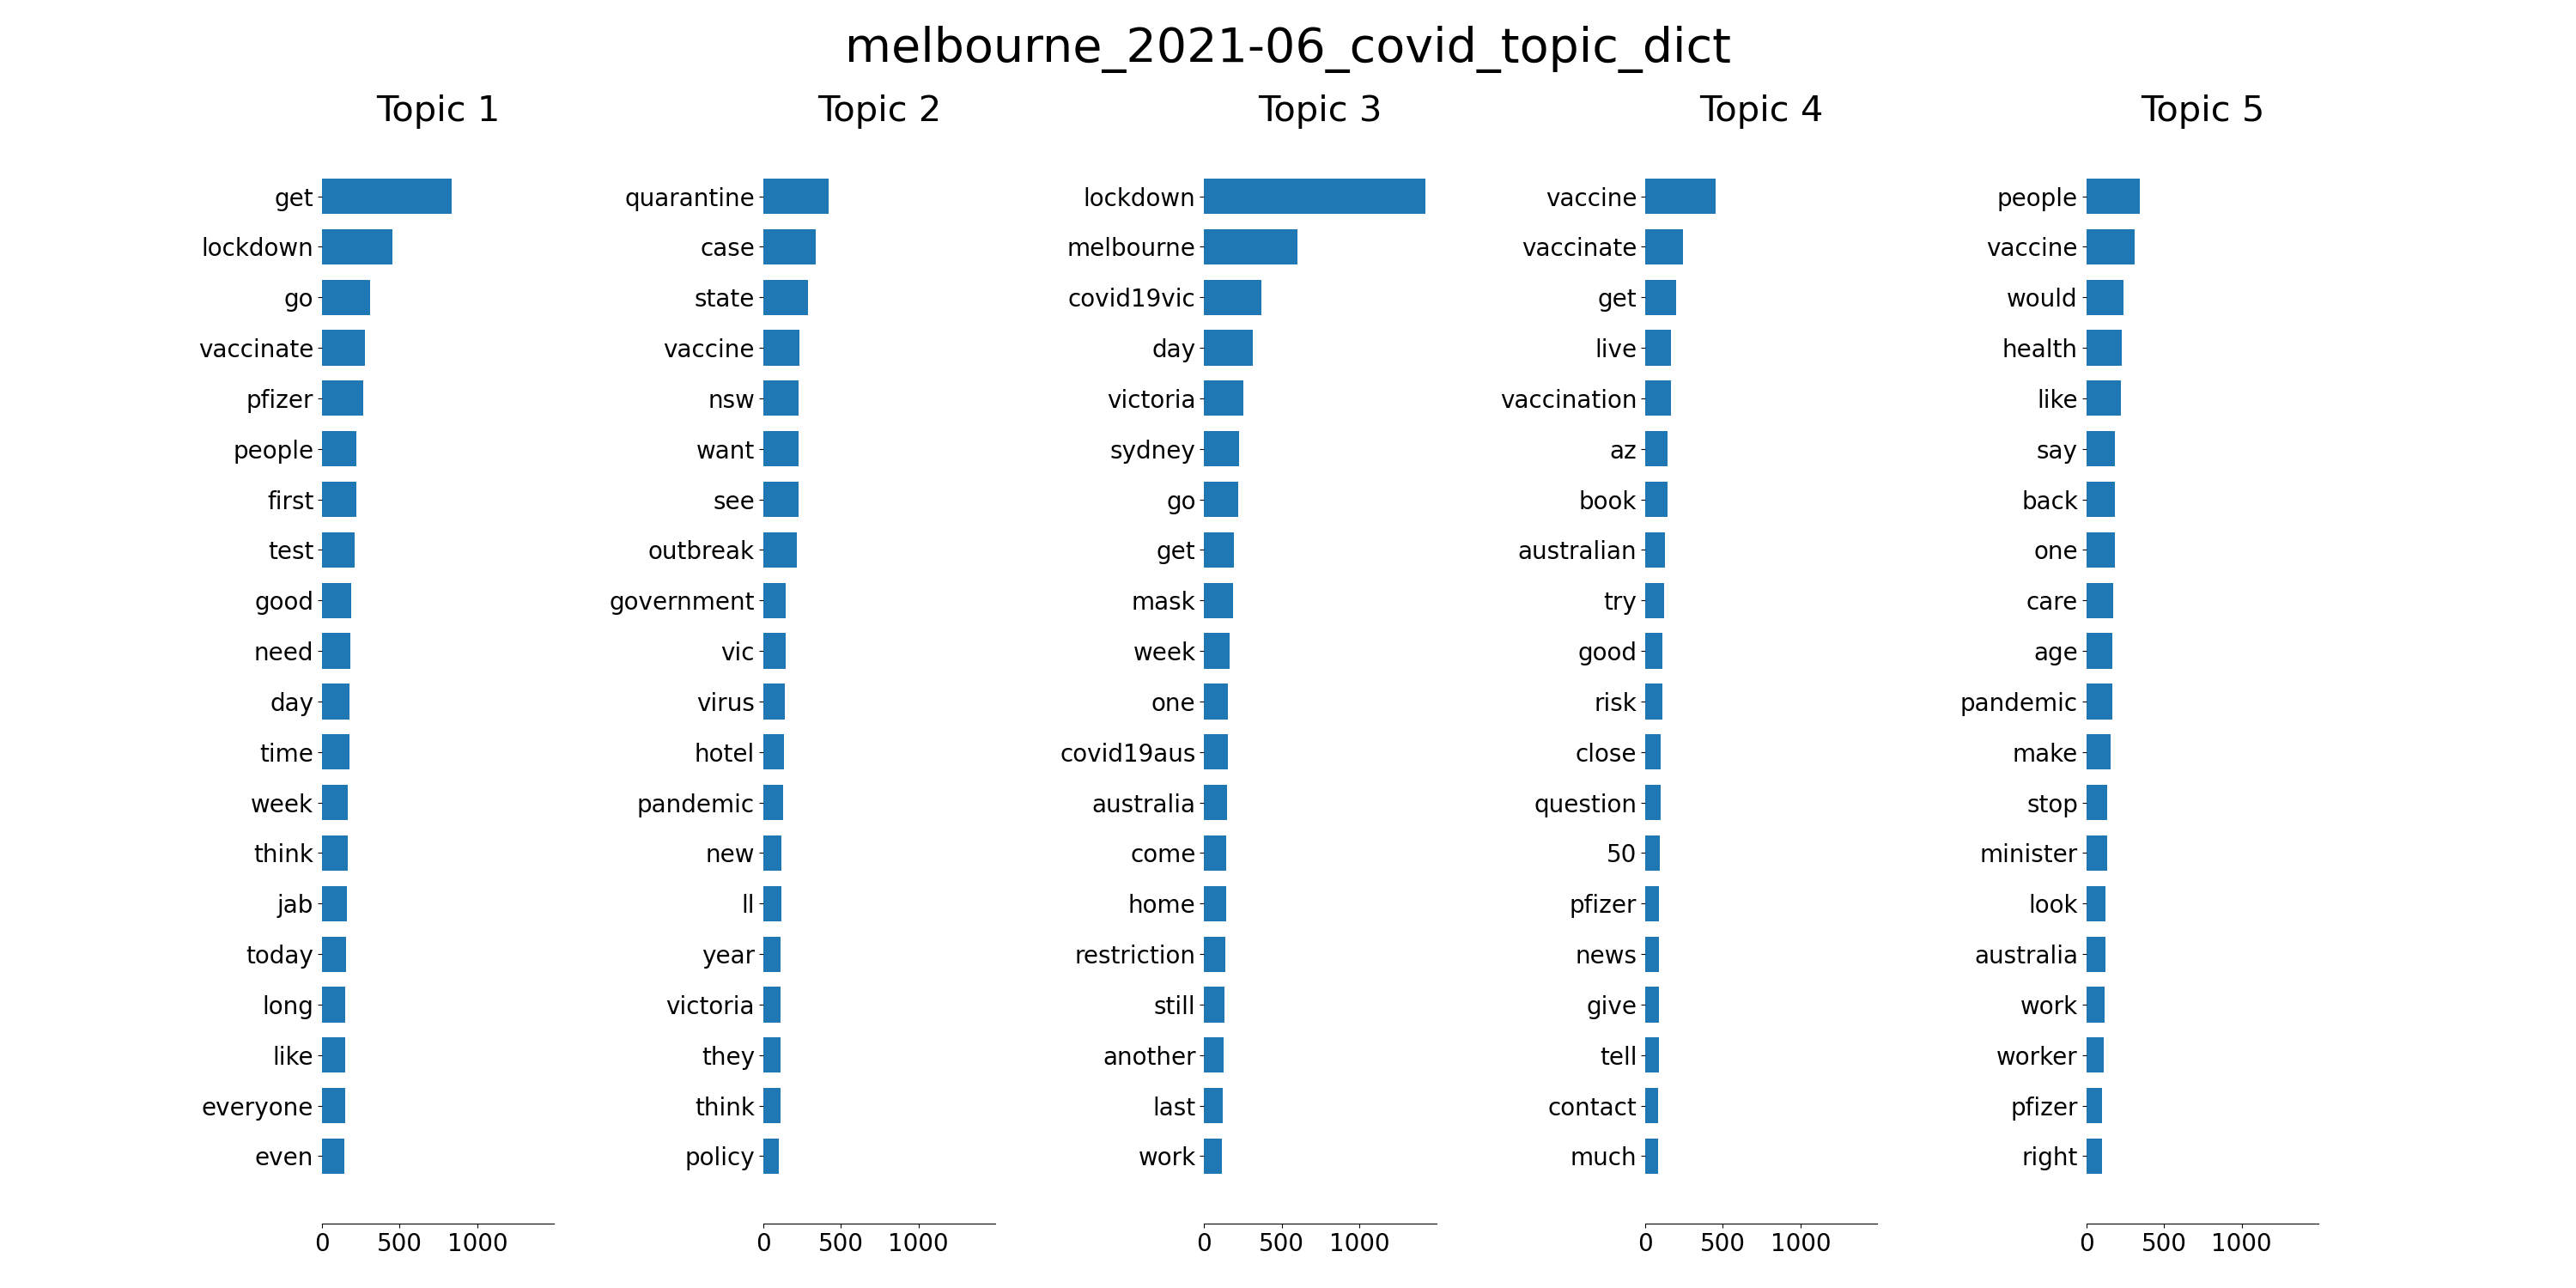 melbourne_2021-06_covid_topic_dict
Topic 1
get
lockdown
go
vaccinate
pfizer
people
first
test
good
need
day
time
week
think
jab
today
long
like
everyone
even
0 500 1000
Topic 2
quarantine
case
state
vaccine
nsw
want
see
outbreak
government
vic
virus
hotel
pandemic
new
ll
year
victoria
they
think
policy
0 500 1000
Topic 3
lockdown
melbourne
covid19vic
day
victoria
sydney
go
get
mask
week
one
covid19aus
australia
come
home
restriction
still
another
last
work
0 500 1000
Topic 4
vaccine
vaccinate
get
live
vaccination
az
book
australian
try
good
risk
close
question
50
pfizer
news
give
tell
contact
much
0 500 1000
Topic 5
people
vaccine
would
health
like
say
back
one
care
age
pandemic
make
stop
minister
look
australia
work
worker
pfizer
right
0 500 1000